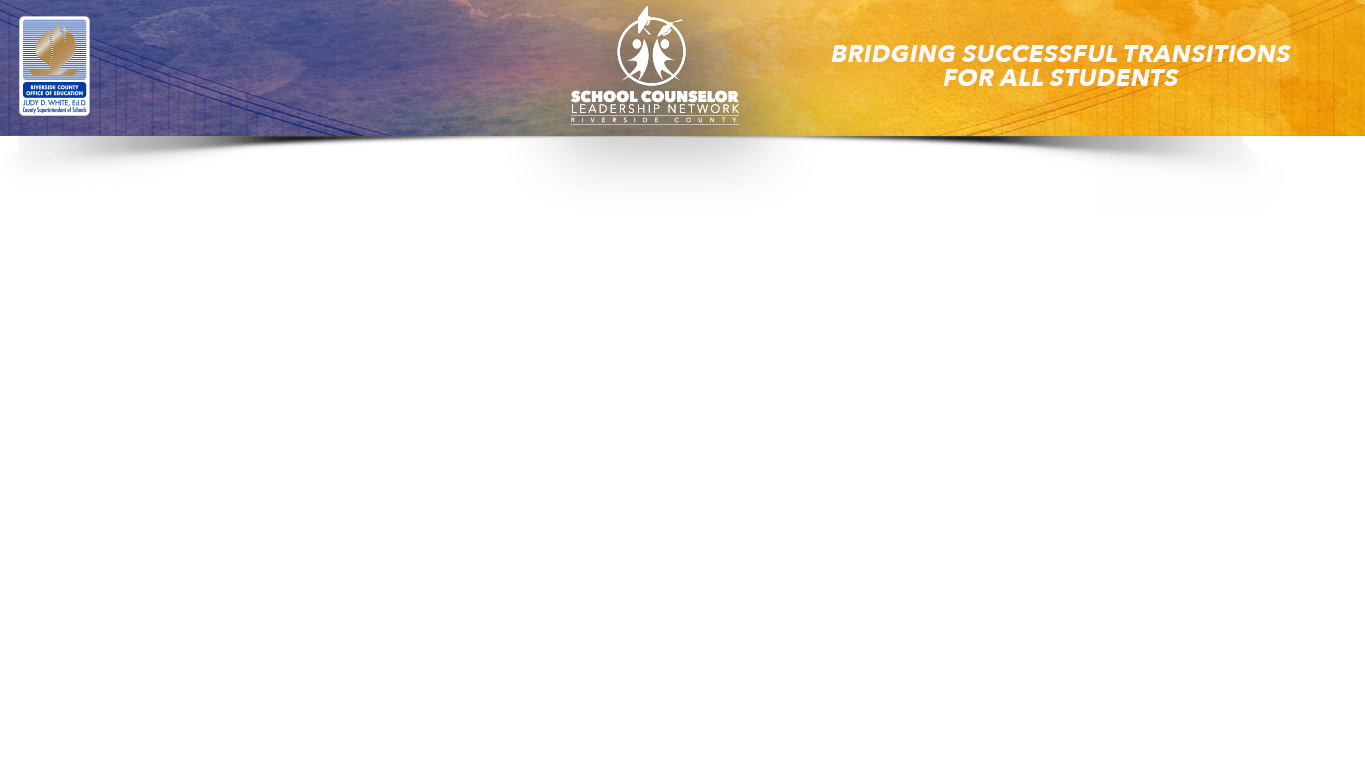 RIVERSIDE COUNTY
OFFICE OF EDUCATION
JUDY D. WHITE, Ed.D.
County Superintendent of Schools
SCHOOL COUNSELOR
LEADERSHIP NETWORK
RIVERSIDE COUNTY
BRIDGING SUCCESSFUL TRANSITIONS
FOR ALL STUDENTS